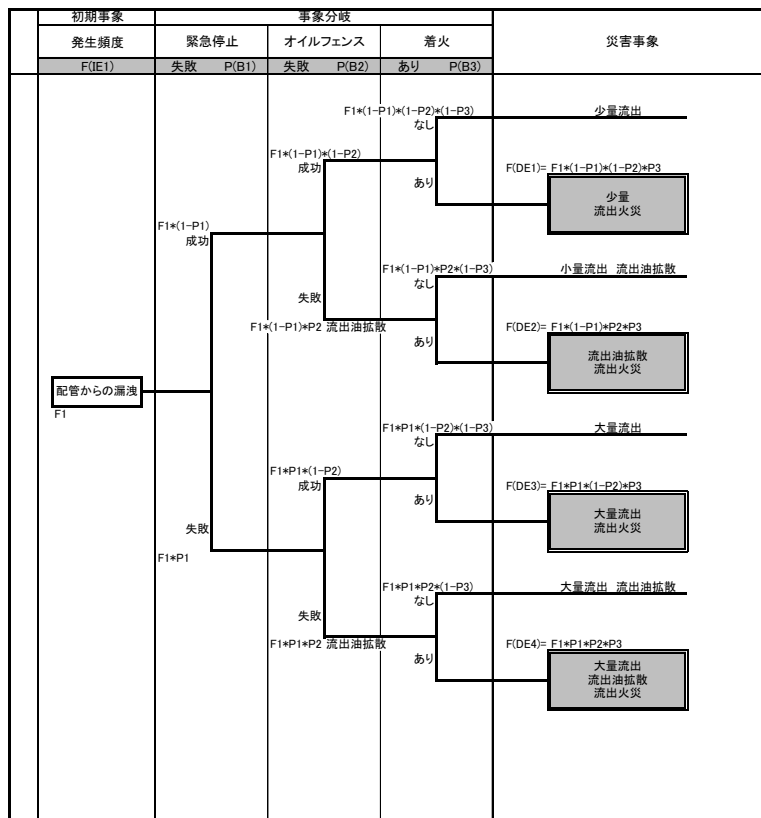 初期事象 事象分岐
発生頻度 緊急停止 オイルフェンス 着火 災害事象
F(IE1) 失敗 P(B1) 失敗 P(B2) あり P(B3)
F1*(1-P1)*(1-P2)*(1-P3) 少量流出
なし
F1*(1-P1)*(1-P2)
成功
F(DE1)= F1*(1-P1)*(1-P2)*P3
あり
少量
流出火災
F1*(1-P1)
成功
F1*(1-P1)*P2*(1-P3) 小量流出 流出油拡散
なし
失敗
F1*(1-P1)*P2 流出油拡散
F(DE2)= F1*(1-P1)*P2*P3
あり
流出油拡散
流出火災
配管からの漏洩
F1
F1*P1*(1-P2)*(1-P3) 大量流出
なし
F1*P1*(1-P2)
成功
F(DE3)= F1*P1*(1-P2)*P3
あり
大量流出
流出火災
失敗
F1*P1
F1*P1*P2*(1-P3) 大量流出 流出油拡散
なし
失敗
F1*P1*P2 流出油拡散
F(DE4)= F1*P1*P2*P3
あり
大量流出
流出油拡散
流出火災